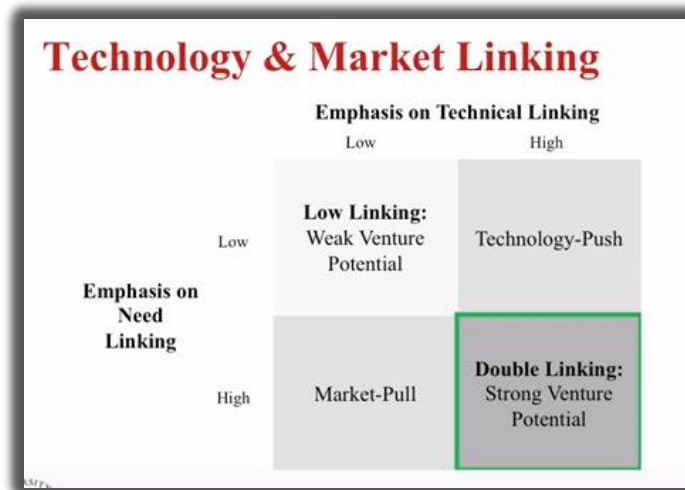 Technology & Market Linking
Emphasis on Technical Linking
Low
High
Low
Low Linking:
Weak Venture
Potential
Technology-Push
Emphasis on
Need
Linking
High
Market-Pull
Double Linking:
Strong Venture
Potential